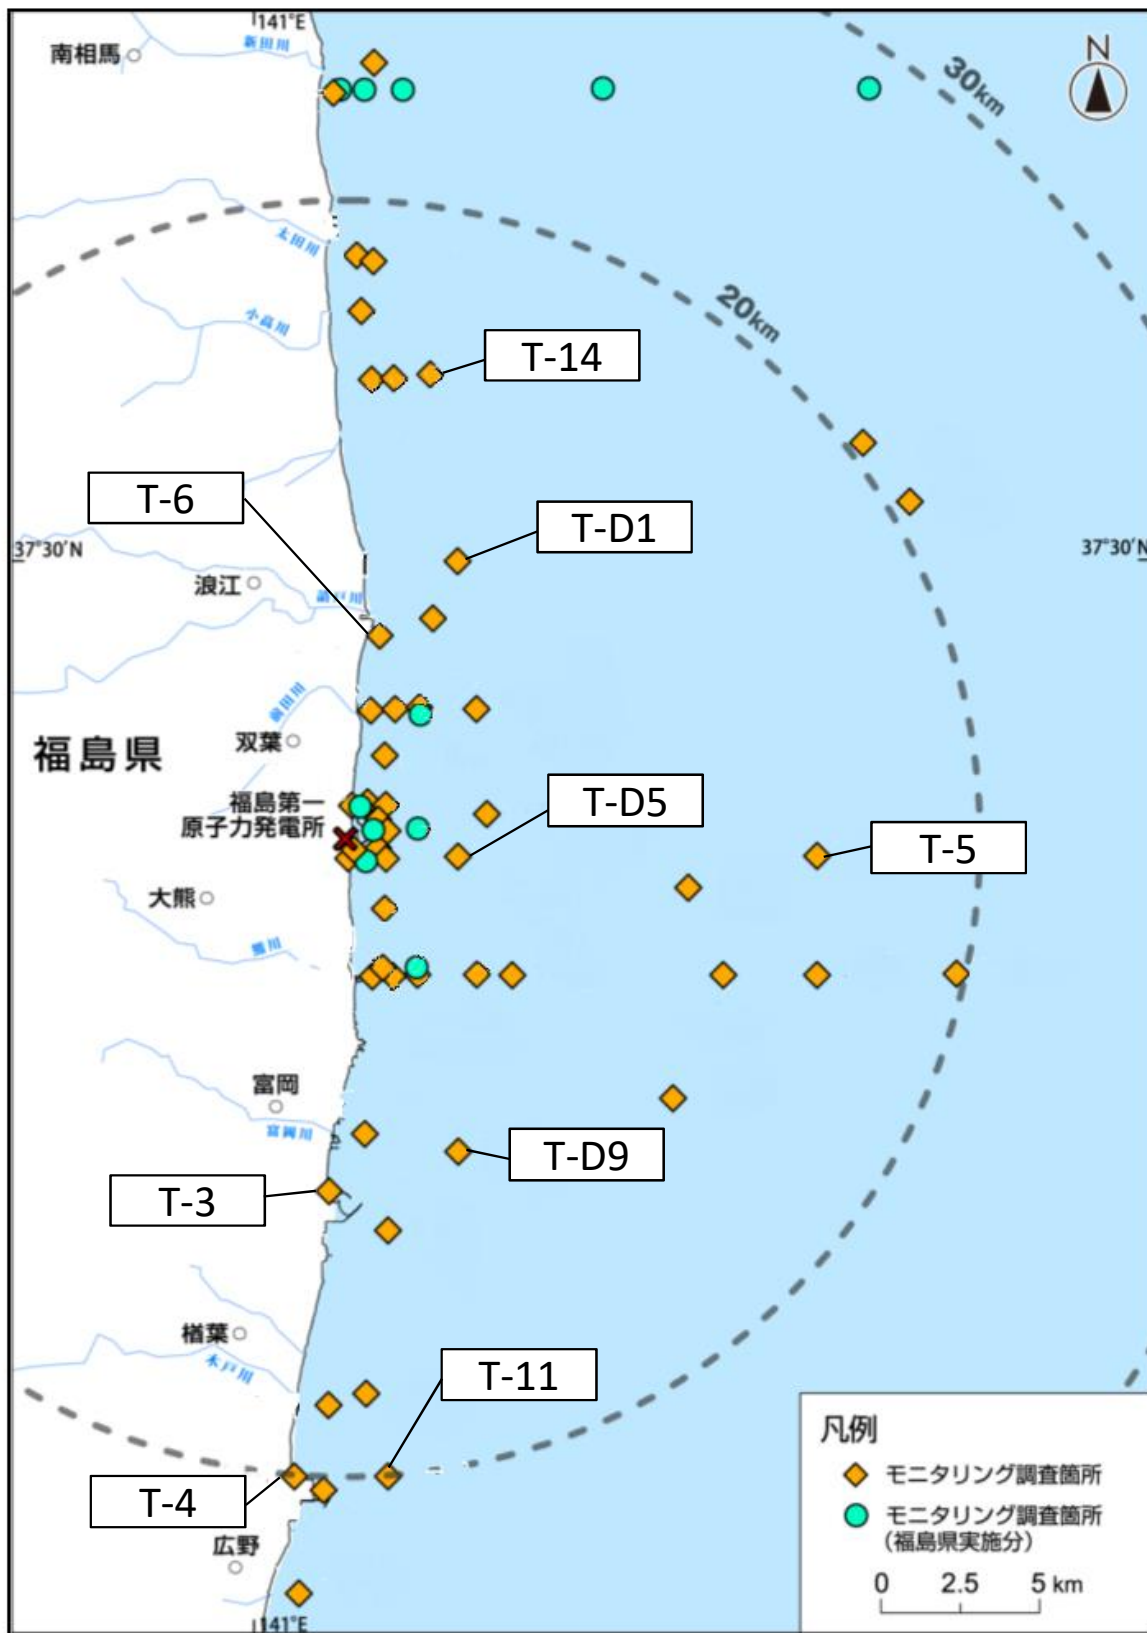 141°E
新田川
南相馬
N
30km
太田川
20km
小高川
T-14
T-6
T-D1
37°30'N
37°30'N
浪江
請戸川
前田川
双葉
福島県
福島第一
原子力発電所
T-D5
T-5
大熊
熊川
富岡
富岡川
T-D9
T-3
楢葉
木戸川
T-11
T-4
広野
141°E
凡例
モニタリング調査箇所
モニタリング調査箇所
(福島県実施分)
0 2.5 5 km